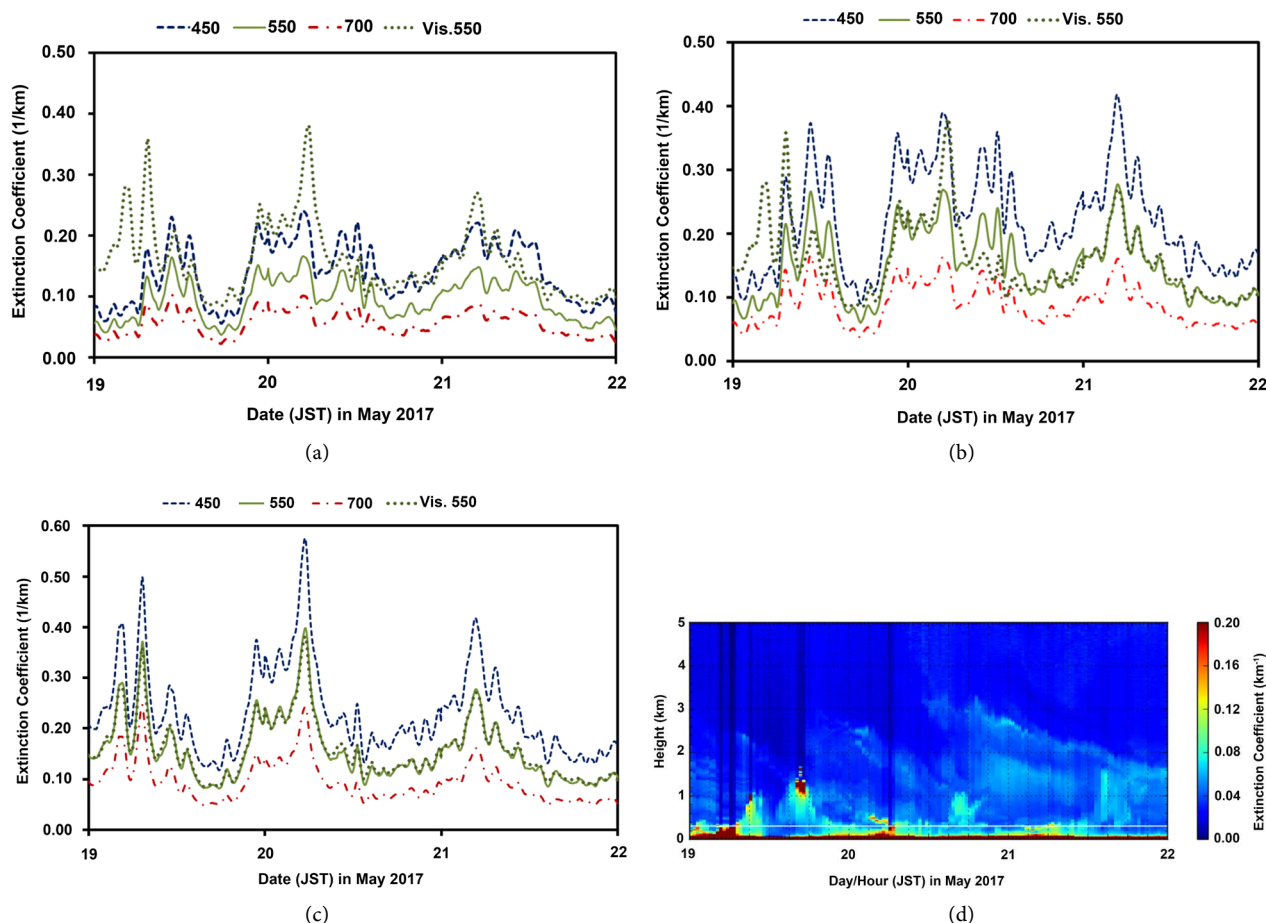 450 550 700 Vis.550
0.50
0.40
0.30
0.20
0.10
0.00
Extinction Coefficient (1/km)
19 20 21 22
Date (JST) in May 2017
(a)
450 550 700 Vis. 550
0.50
0.40
0.30
0.20
0.10
0.00
Extinction Coefficient (1/km)
19 20 21 22
Date (JST) in May 2017
(b)
450 550 700 Vis. 550
0.60
0.50
0.40
0.30
0.20
0.10
0.00
Extinction Coefficient (1/km)
19 20 21 22
Date (JST) in May 2017
(c)
5
4
3
2
1
0
Height (km)
19 20 21 22
Day/Hour (JST) in May 2017
0.20
0.16
0.12
0.08
0.04
0.00
Extinction Coefficient (km⁻¹)
(d)